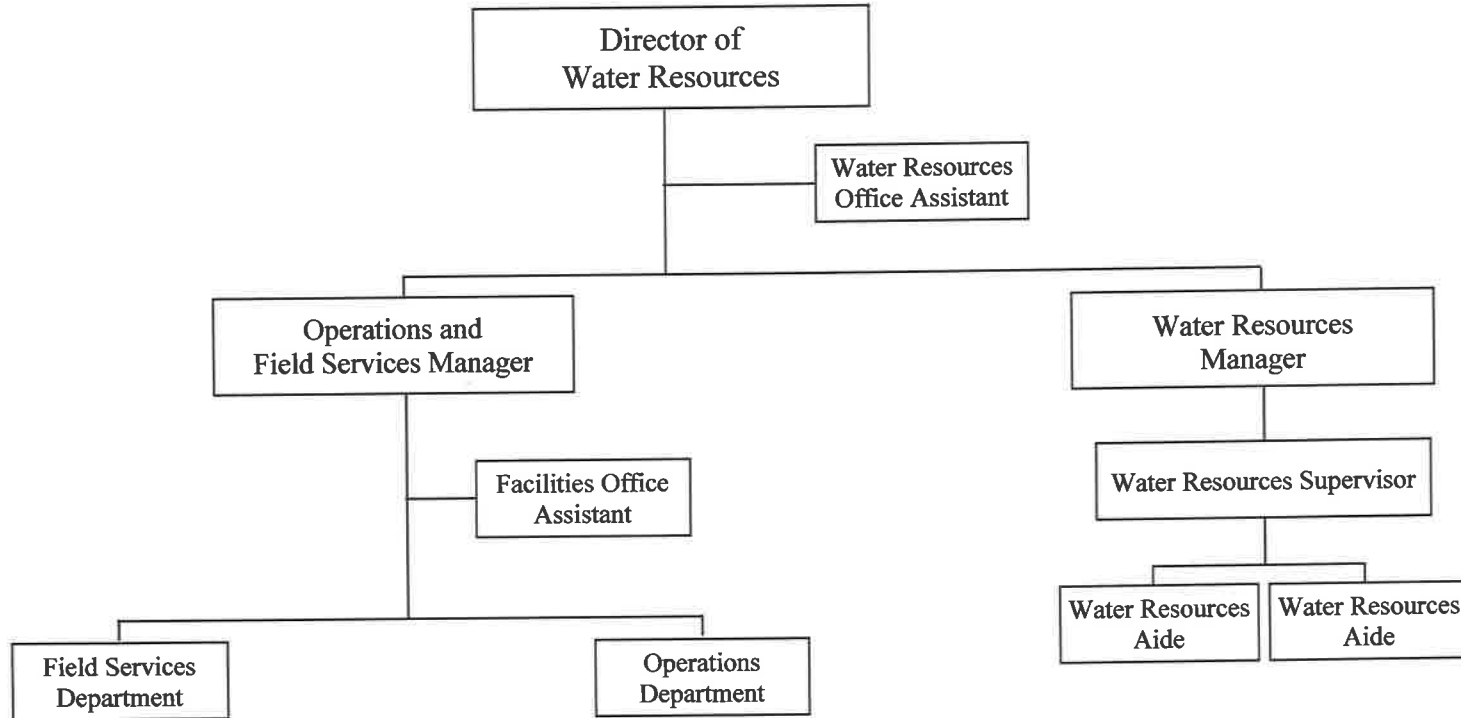 Director of
Water Resources
Water Resources
Office Assistant
Operations and
Field Services Manager
Water Resources
Manager
Facilities Office
Assistant
Water Resources Supervisor
Water Resources
Aide
Water Resources
Aide
Field Services
Department
Operations
Department